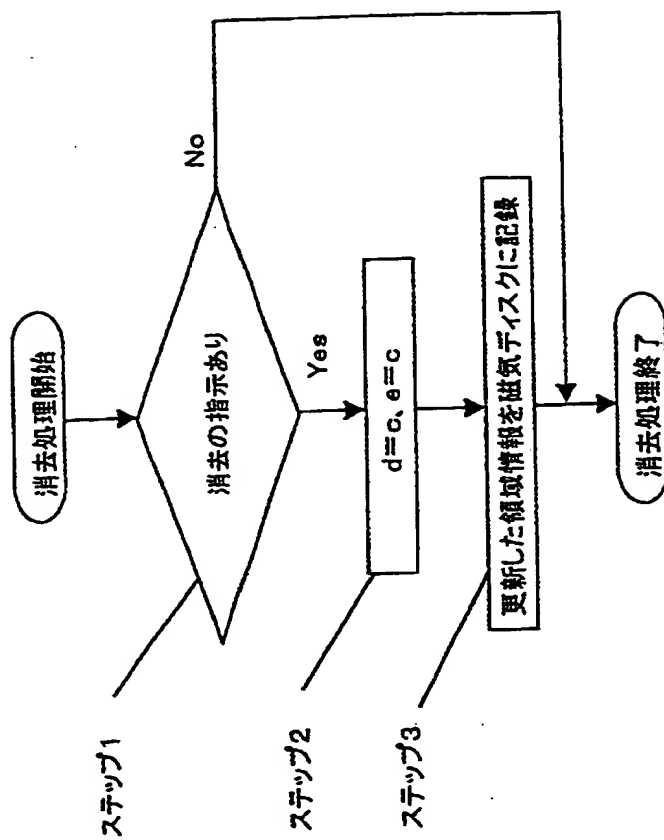 消去処理開始
ステップ1
消去の指示あり
No
Yes
ステップ2
d=c、e=c
ステップ3
更新した領域情報を磁気ディスクに記録
消去処理終了